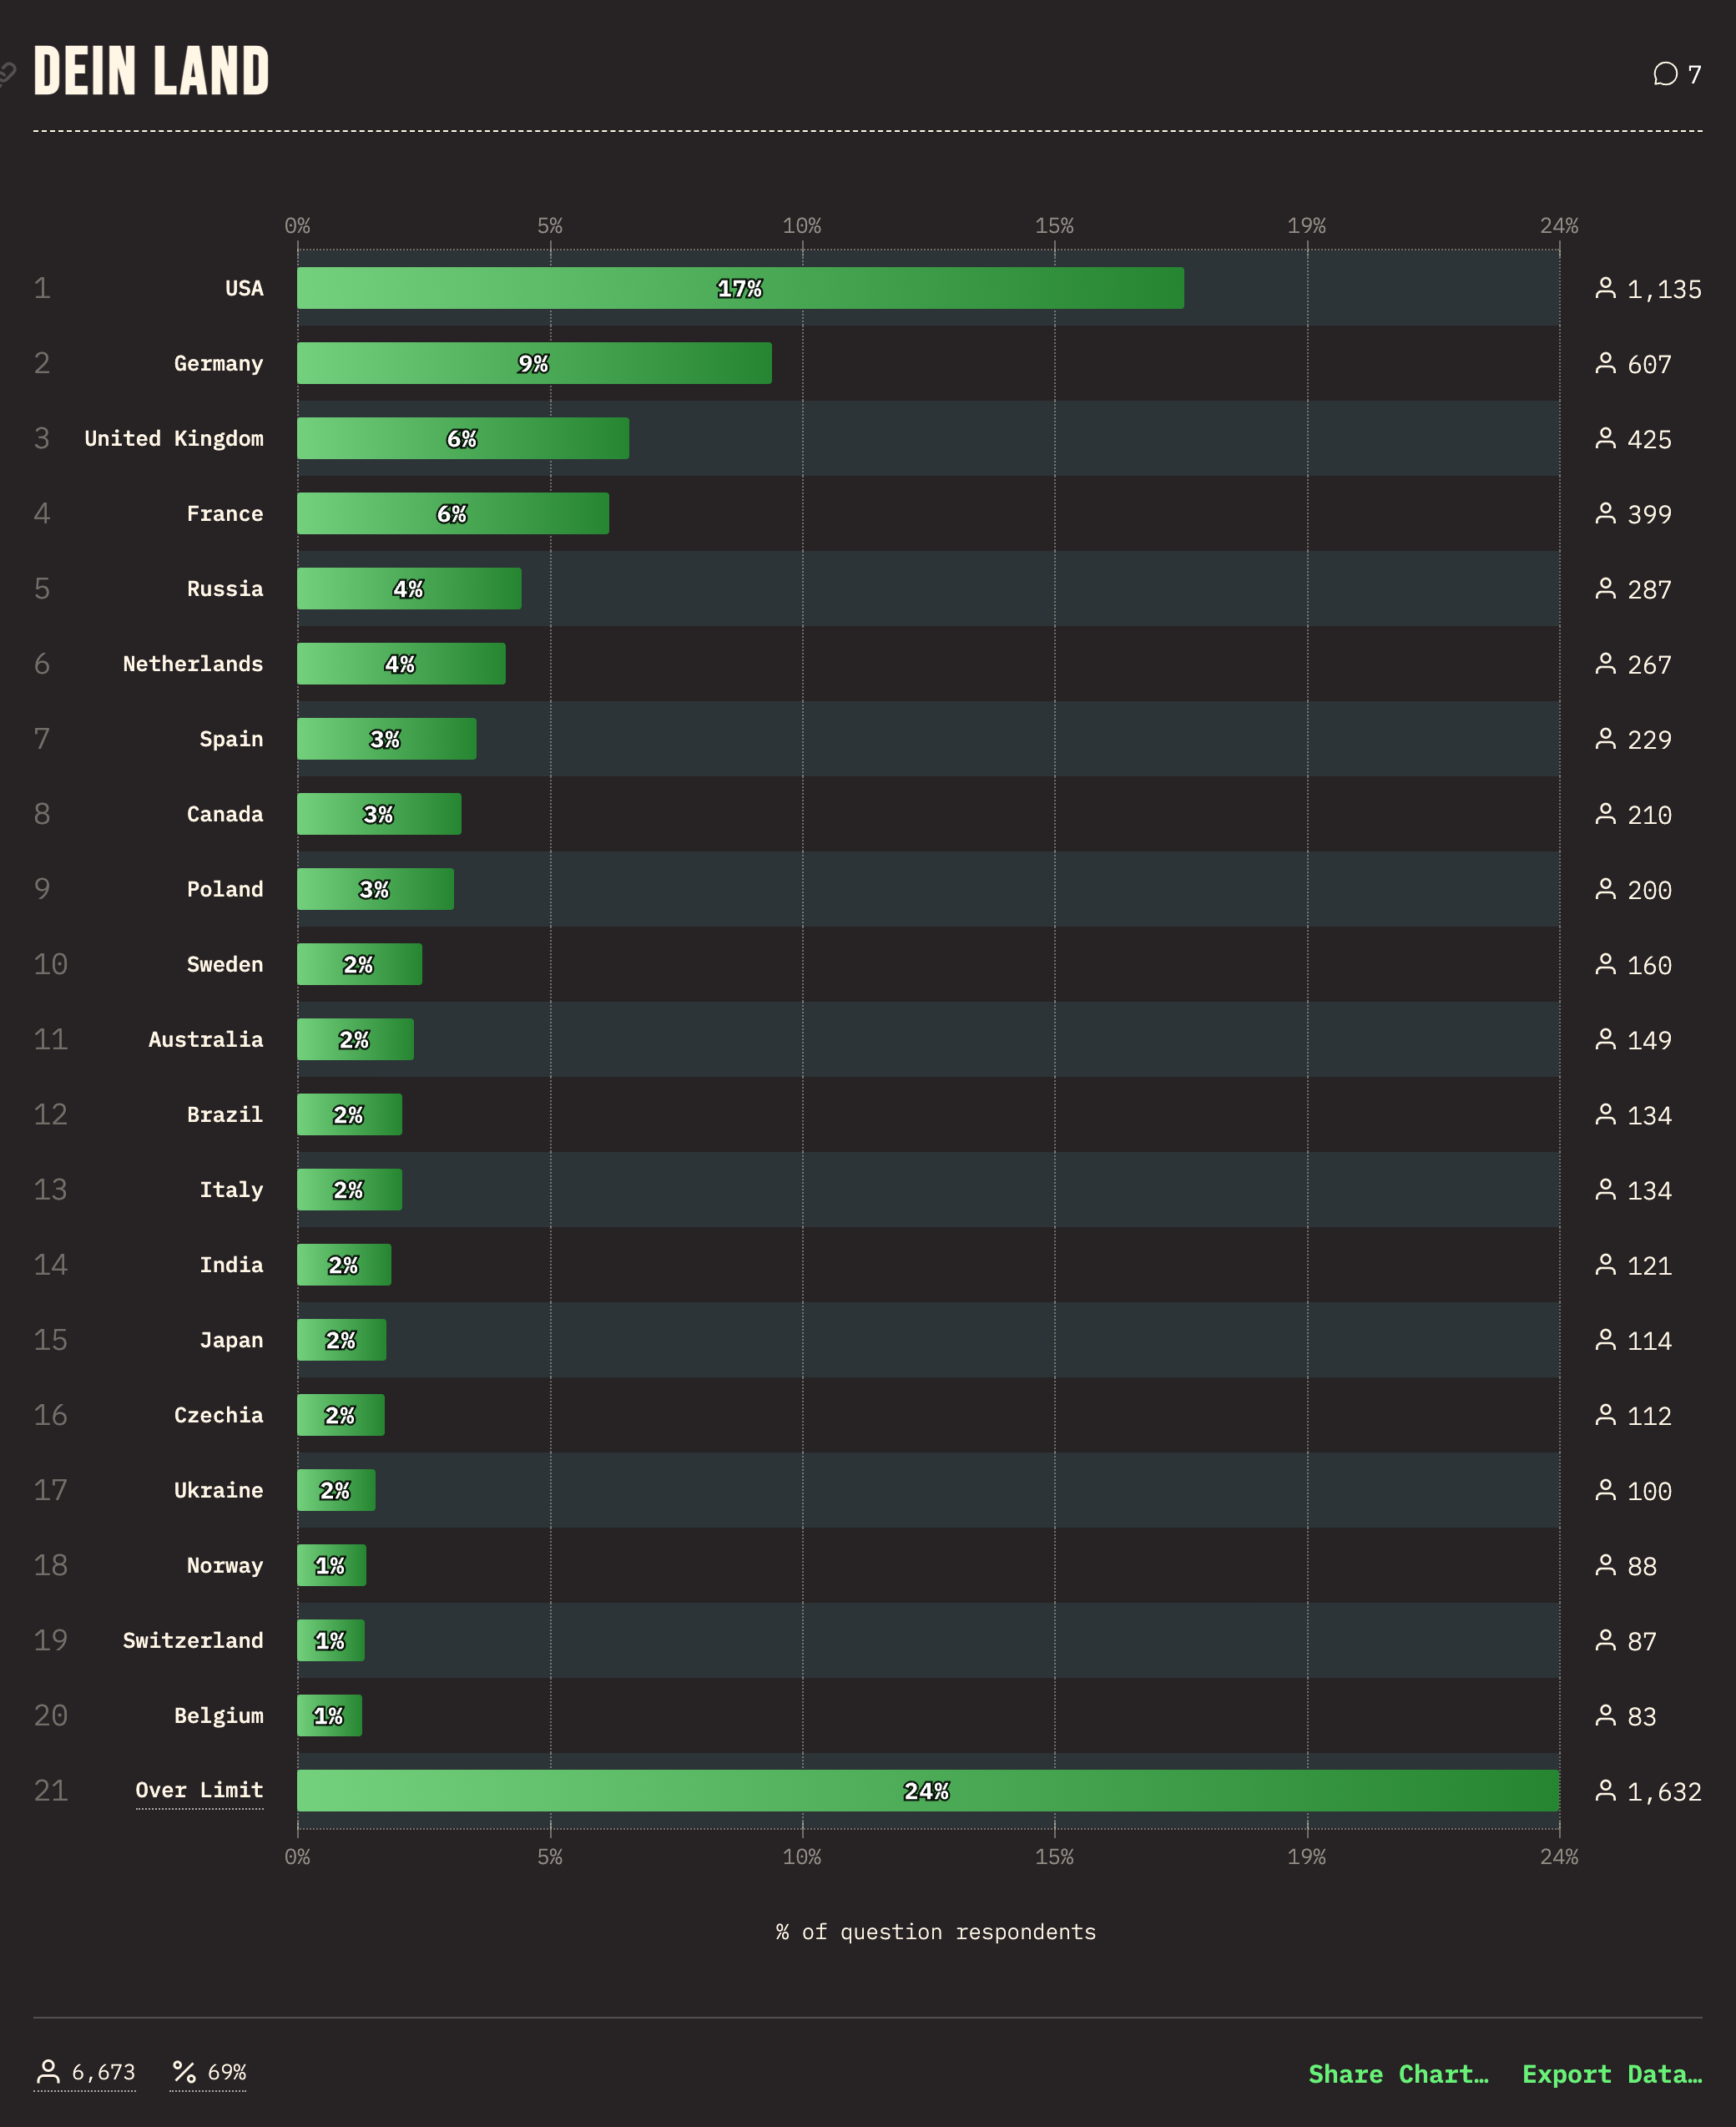 DEIN LAND
7
0% 5% 10% 15% 19% 24%
1 USA 17% 1,135
2 Germany 9% 607
3 United Kingdom 6% 425
4 France 6% 399
5 Russia 4% 287
6 Netherlands 4% 267
7 Spain 3% 229
8 Canada 3% 210
9 Poland 3% 200
10 Sweden 2% 160
11 Australia 2% 149
12 Brazil 2% 134
13 Italy 2% 134
14 India 2% 121
15 Japan 2% 114
16 Czechia 2% 112
17 Ukraine 2% 100
18 Norway 1% 88
19 Switzerland 1% 87
20 Belgium 1% 83
21 Over Limit 24% 1,632
0% 5% 10% 15% 19% 24%
% of question respondents
6,673 % 69% Share Chart… Export Data…